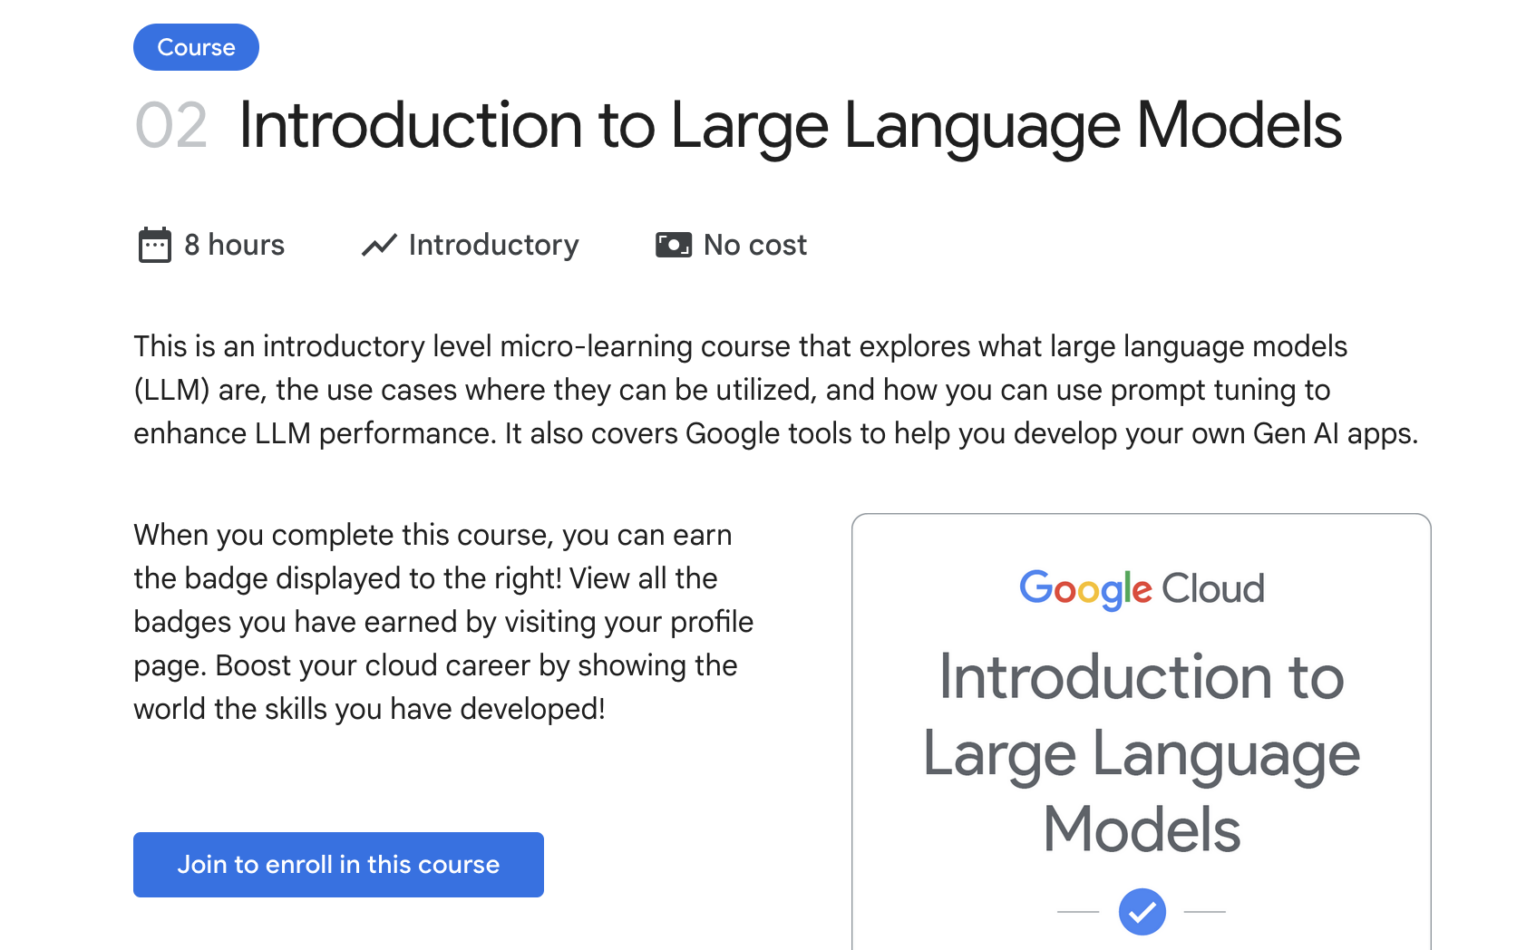 Course
02 Introduction to Large Language Models
8 hours Introductory No cost
This is an introductory level micro-learning course that explores what large language models
(LLM) are, the use cases where they can be utilized, and how you can use prompt tuning to
enhance LLM performance. It also covers Google tools to help you develop your own Gen AI apps.
When you complete this course, you can earn
the badge displayed to the right! View all the
badges you have earned by visiting your profile
page. Boost your cloud career by showing the
world the skills you have developed!
Join to enroll in this course
Google Cloud
Introduction to
Large Language
Models